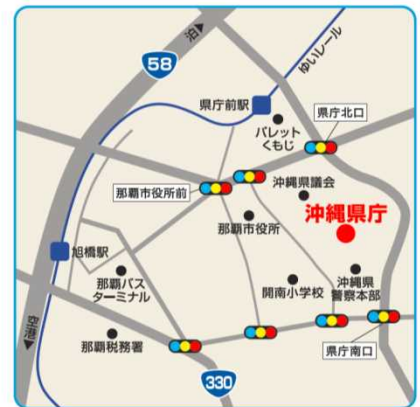 58
泊
ゆいレール
県庁前駅
県庁北口
パレット
くもじ
那覇市役所前
沖縄県議会
沖縄県庁
那覇市役所
旭橋駅
那覇バス
ターミナル
開南小学校
沖縄県
警察本部
空港
那覇税務署
県庁南口
330